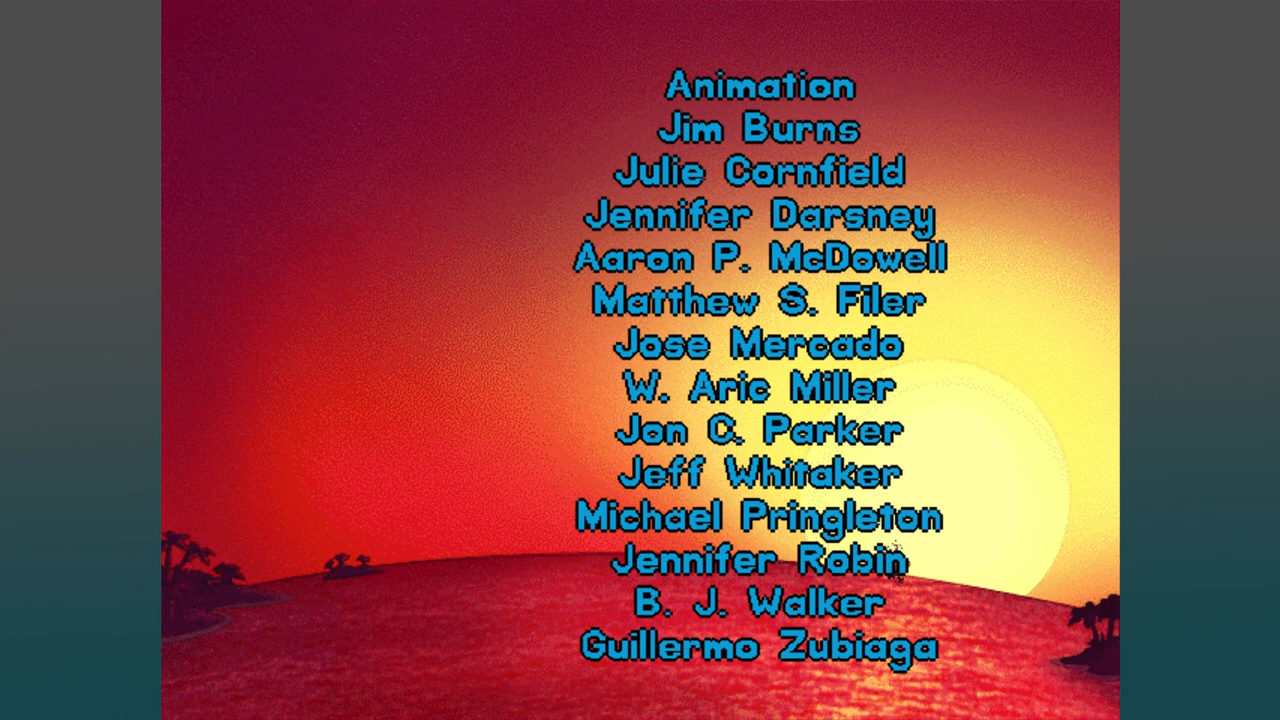 Animation
Jim Burns
Julie Cornfield
Jennifer Darsney
Aaron P. McDowell
Matthew S. Filer
Jose Mercado
W. Aric Miller
Jon C. Parker
Jeff Whitaker
Michael Pringleton
Jennifer Robin
B. J. Walker
Guillermo Zubiaga